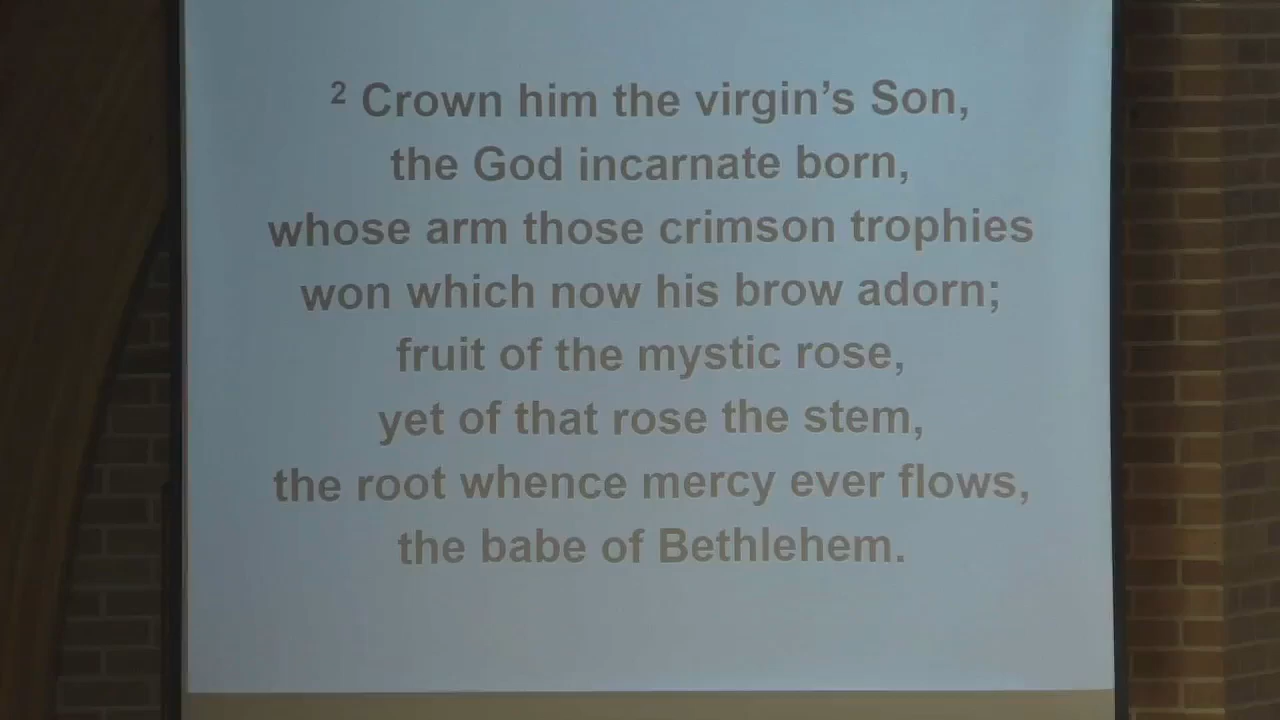 ² Crown him the virgin’s Son,
the God incarnate born,
whose arm those crimson trophies
won which now his brow adorn;
fruit of the mystic rose,
yet of that rose the stem,
the root whence mercy ever flows,
the babe of Bethlehem.